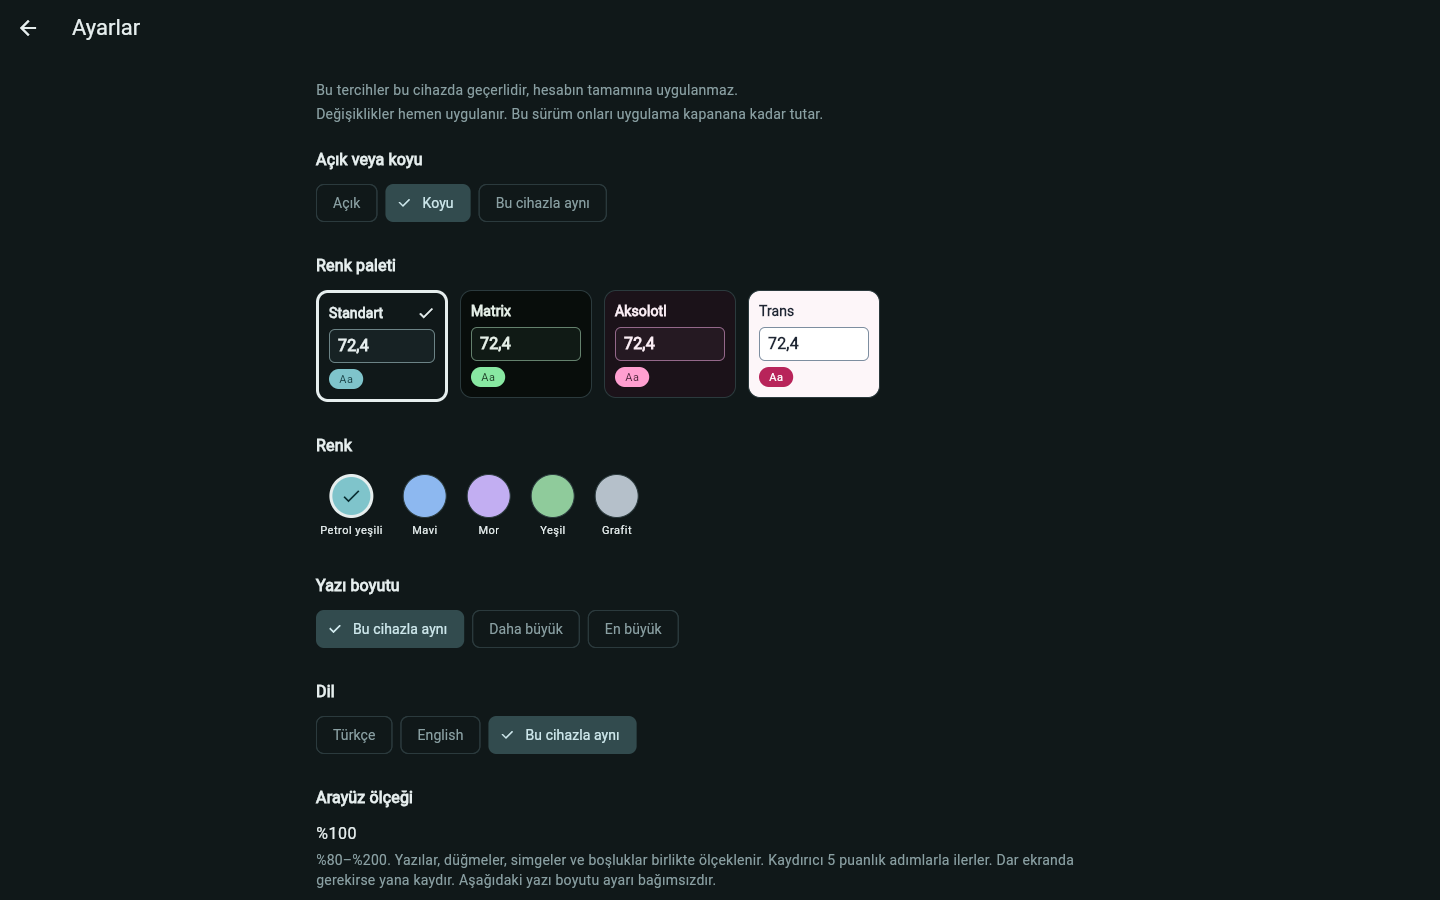 Ayarlar
Bu tercihler bu cihazda geçerlidir, hesabın tamamına uygulanmaz.
Değişiklikler hemen uygulanır. Bu sürüm onları uygulama kapanana kadar tutar.
Açık veya koyu
Açık Koyu Bu cihazla aynı
Renk paleti
Standart Matrix Aksolotl Trans
72,4 72,4 72,4 72,4
Aa Aa Aa Aa
Renk
Petrol yeşili Mavi Mor Yeşil Grafit
Yazı boyutu
Bu cihazla aynı Daha büyük En büyük
Dil
Türkçe English Bu cihazla aynı
Arayüz ölçeği
%100
%80–%200. Yazılar, düğmeler, simgeler ve boşluklar birlikte ölçeklenir. Kaydırıcı 5 puanlık adımlarla ilerler. Dar ekranda
gerekirse yana kaydır. Aşağıdaki yazı boyutu ayarı bağımsızdır.